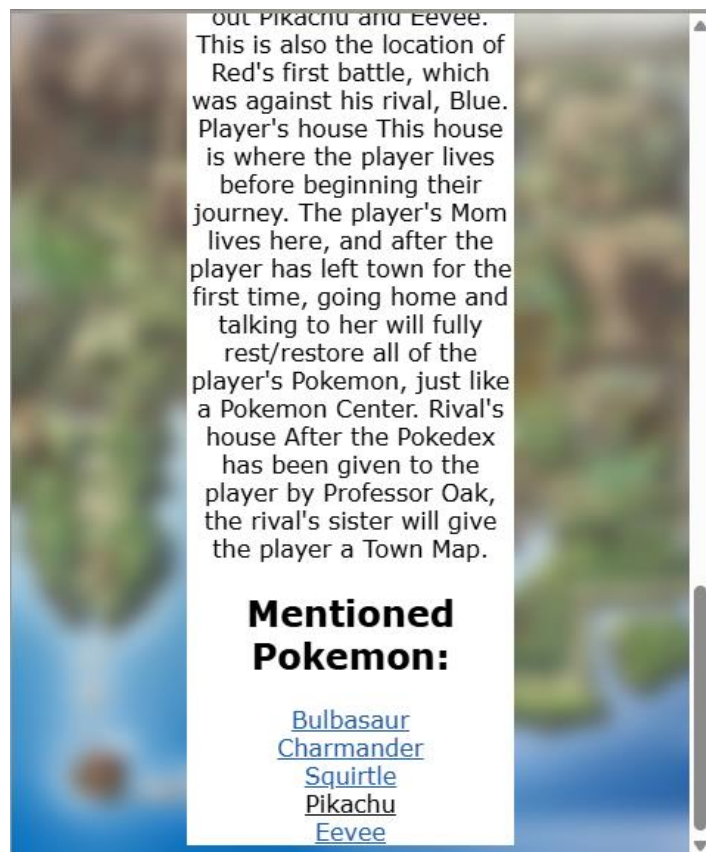 out Pikachu and Eevee.
This is also the location of
Red's first battle, which
was against his rival, Blue.
Player's house This house
is where the player lives
before beginning their
journey. The player's Mom
lives here, and after the
player has left town for the
first time, going home and
talking to her will fully
rest/restore all of the
player's Pokemon, just like
a Pokemon Center. Rival's
house After the Pokedex
has been given to the
player by Professor Oak,
the rival's sister will give
the player a Town Map.
Mentioned
Pokemon:
Bulbasaur
Charmander
Squirtle
Pikachu
Eevee